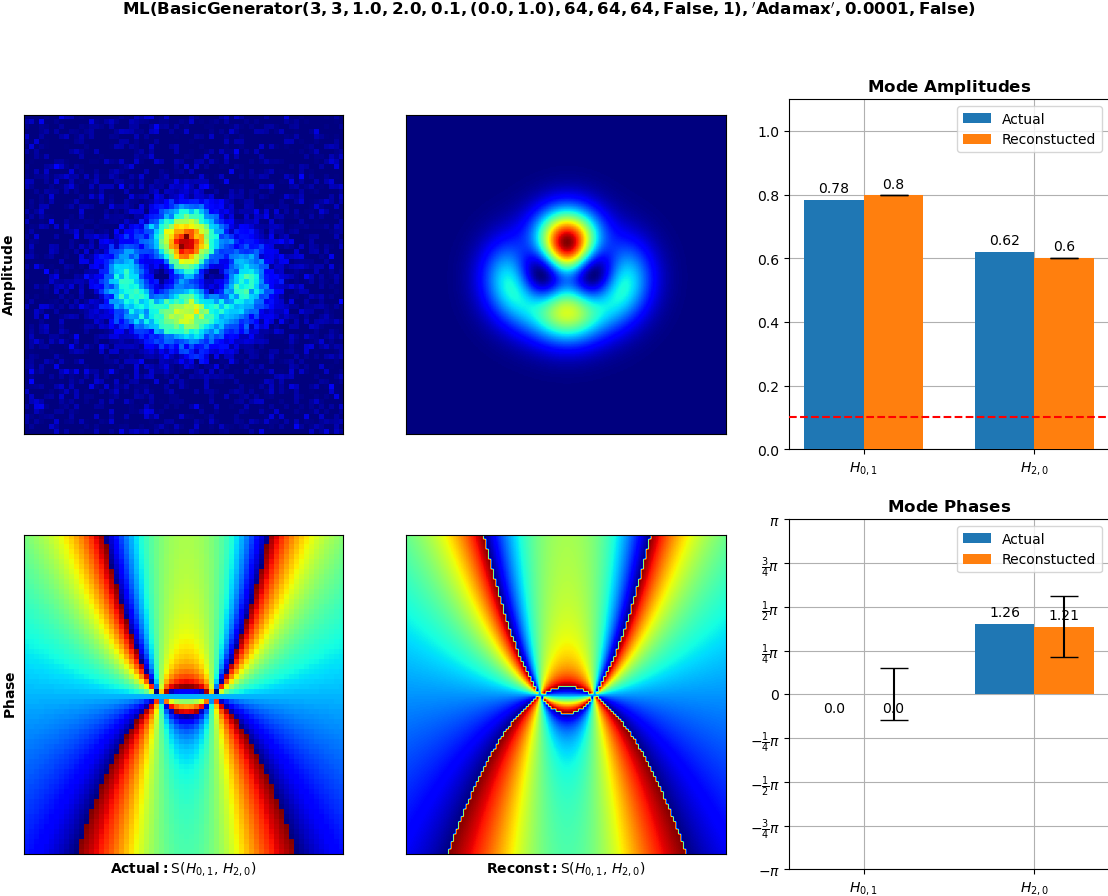 ML(BasicGenerator(3, 3, 1.0, 2.0, 0.1, (0.0, 1.0), 64, 64, 64, False, 1), ′Adamax′, 0.0001, False)
Amplitude
Mode Amplitudes
Actual
Reconstucted
1.0
0.8
0.6
0.4
0.2
0.0
0.78
0.8
0.62
0.6
H0, 1
H2, 0
Phase
Actual: S(H0, 1, H2, 0)
Reconst: S(H0, 1, H2, 0)
Mode Phases
Actual
Reconstucted
π
3/4π
1/2π
1/4π
0
−1/4π
−1/2π
−3/4π
−π
0.0
0.0
1.26
1.21
H0, 1
H2, 0